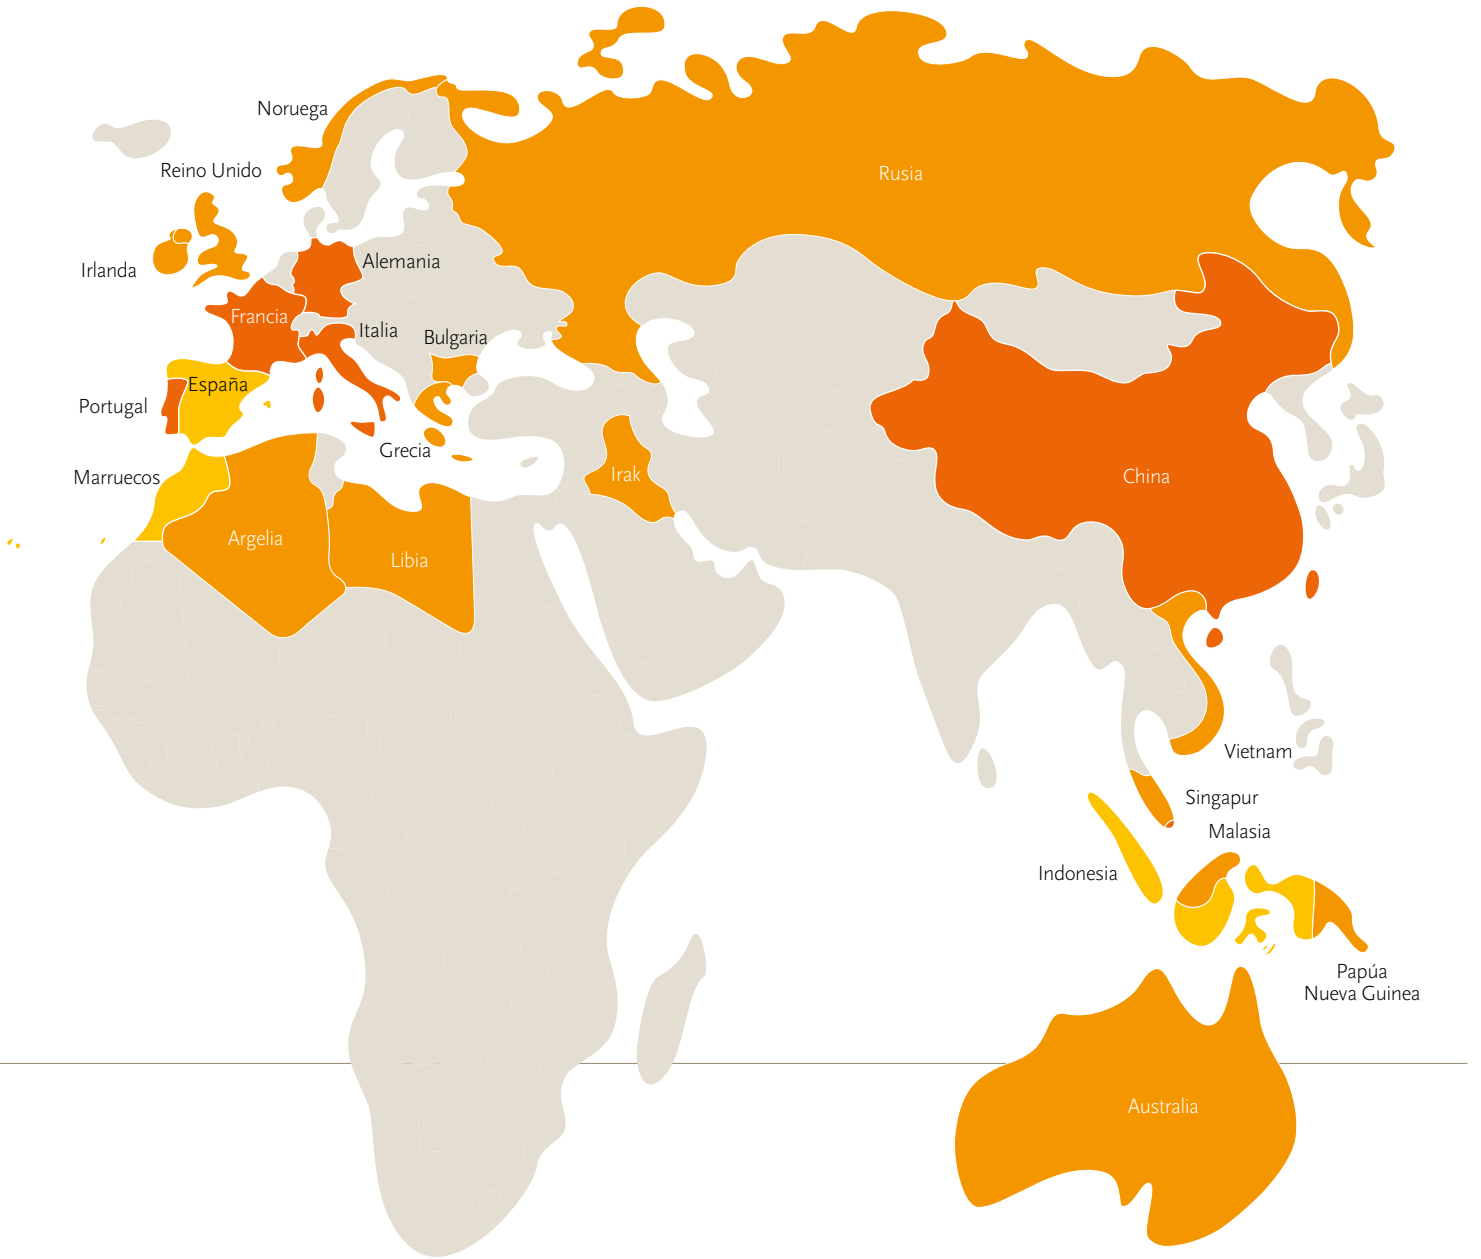 Noruega
Reino Unido
Rusia
Irlanda
Alemania
Francia
Italia
Bulgaria
España
Portugal
Grecia
Marruecos
Irak
China
Argelia
Libia
Vietnam
Singapur
Malasia
Indonesia
Papúa
Nueva Guinea
Australia